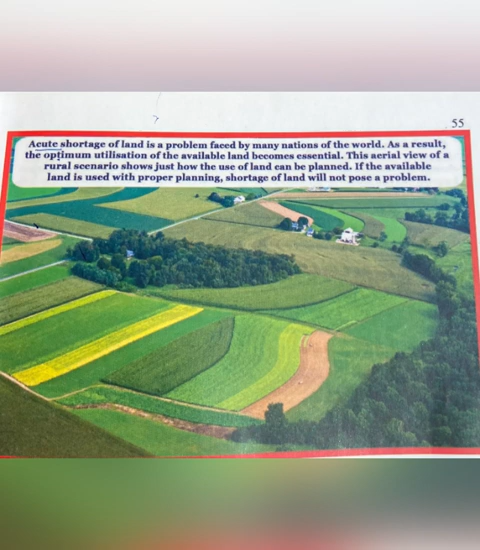 55
Acute shortage of land is a problem faced by many nations of the world. As a result,
the optimum utilisation of the available land becomes essential. This aerial view of a
rural scenario shows just how the use of land can be planned. If the available
land is used with proper planning, shortage of land will not pose a problem.